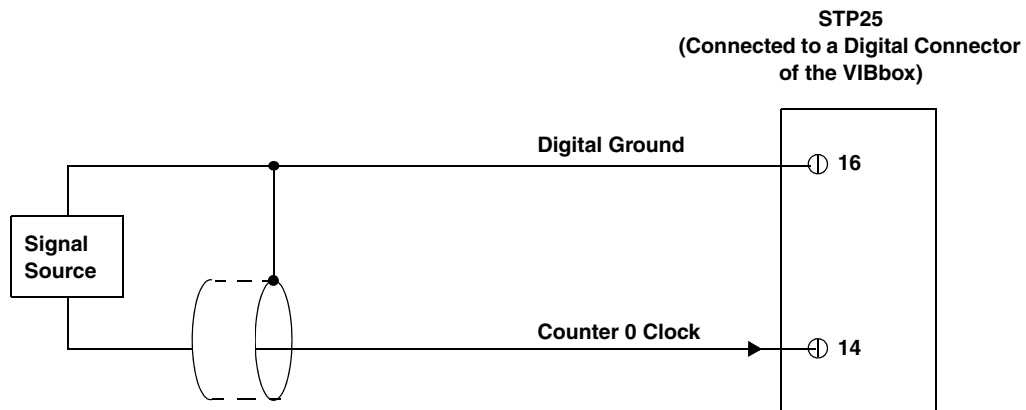 STP25
(Connected to a Digital Connector
of the VIBbox)
Digital Ground
16
Signal
Source
Counter 0 Clock
14